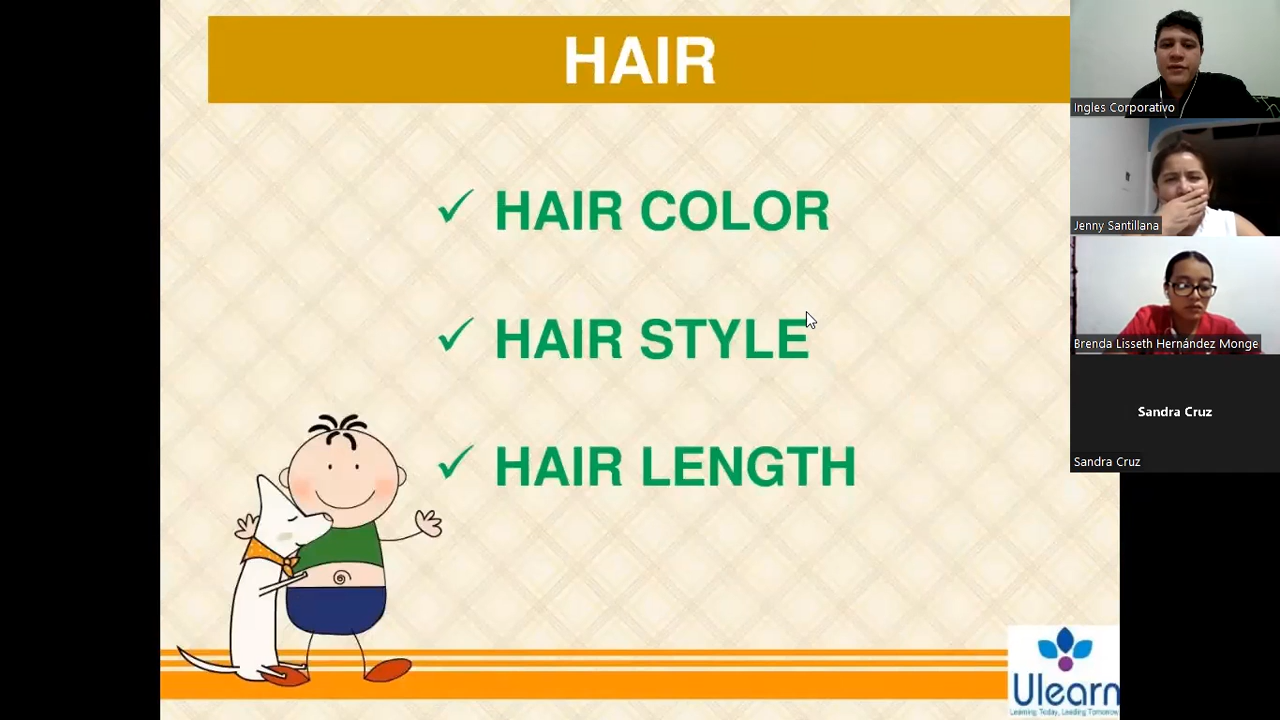 HAIR
✓ HAIR COLOR
✓ HAIR STYLE
✓ HAIR LENGTH
Ulearn
Learning Today, Leading Tomorrow
Ingles Corporativo
Jenny Santillana
Brenda Lisseth Hernández Monge
Sandra Cruz
Sandra Cruz